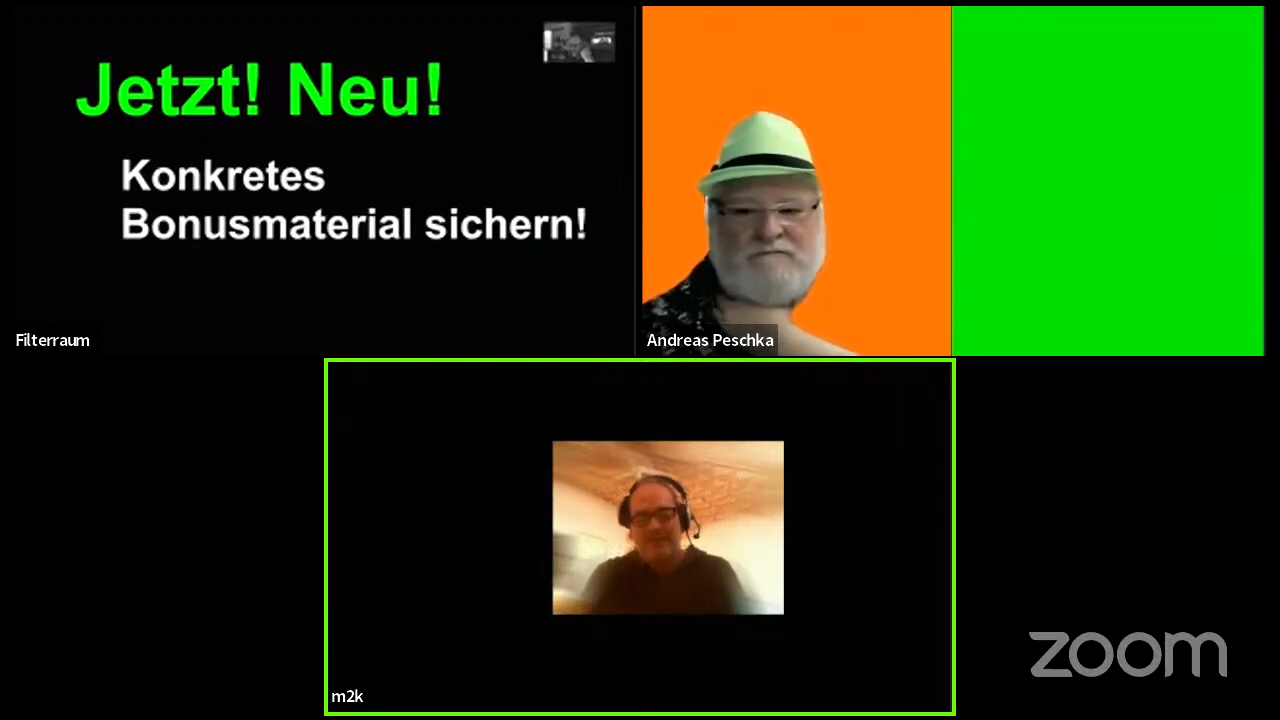 Jetzt! Neu!
Konkretes
Bonusmaterial sichern!
Filterraum
Andreas Peschka
m2k
zoom